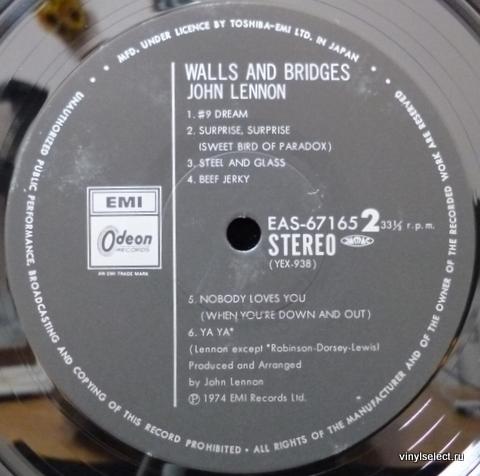 • MFD. UNDER LICENCE BY TOSHIBA-EMI LTD. IN JAPAN •
WALLS AND BRIDGES
JOHN LENNON
1. #9 DREAM
2. SURPRISE, SURPRISE
(SWEET BIRD OF PARADOX)
3. STEEL AND GLASS
4. BEEF JERKY
EMI
Odeon
RECORDS
AN EMI TRADE MARK
EAS-67165 2 33⅓ r.p.m.
STEREO
(YEX-938)
5. NOBODY LOVES YOU
(WHEN YOU'RE DOWN AND OUT)
6. YA YA*
(Lennon except *Robinson-Dorsey-Lewis)
Produced and Arranged
by John Lennon
℗ 1974 EMI Records Ltd.
• UNAUTHORIZED PUBLIC PERFORMANCE, BROADCASTING AND COPYING OF THIS RECORD PROHIBITED • ALL RIGHTS OF THE MANUFACTURER AND OF THE OWNER OF THE RECORDED WORK ARE RESERVED
vinylselect.ru